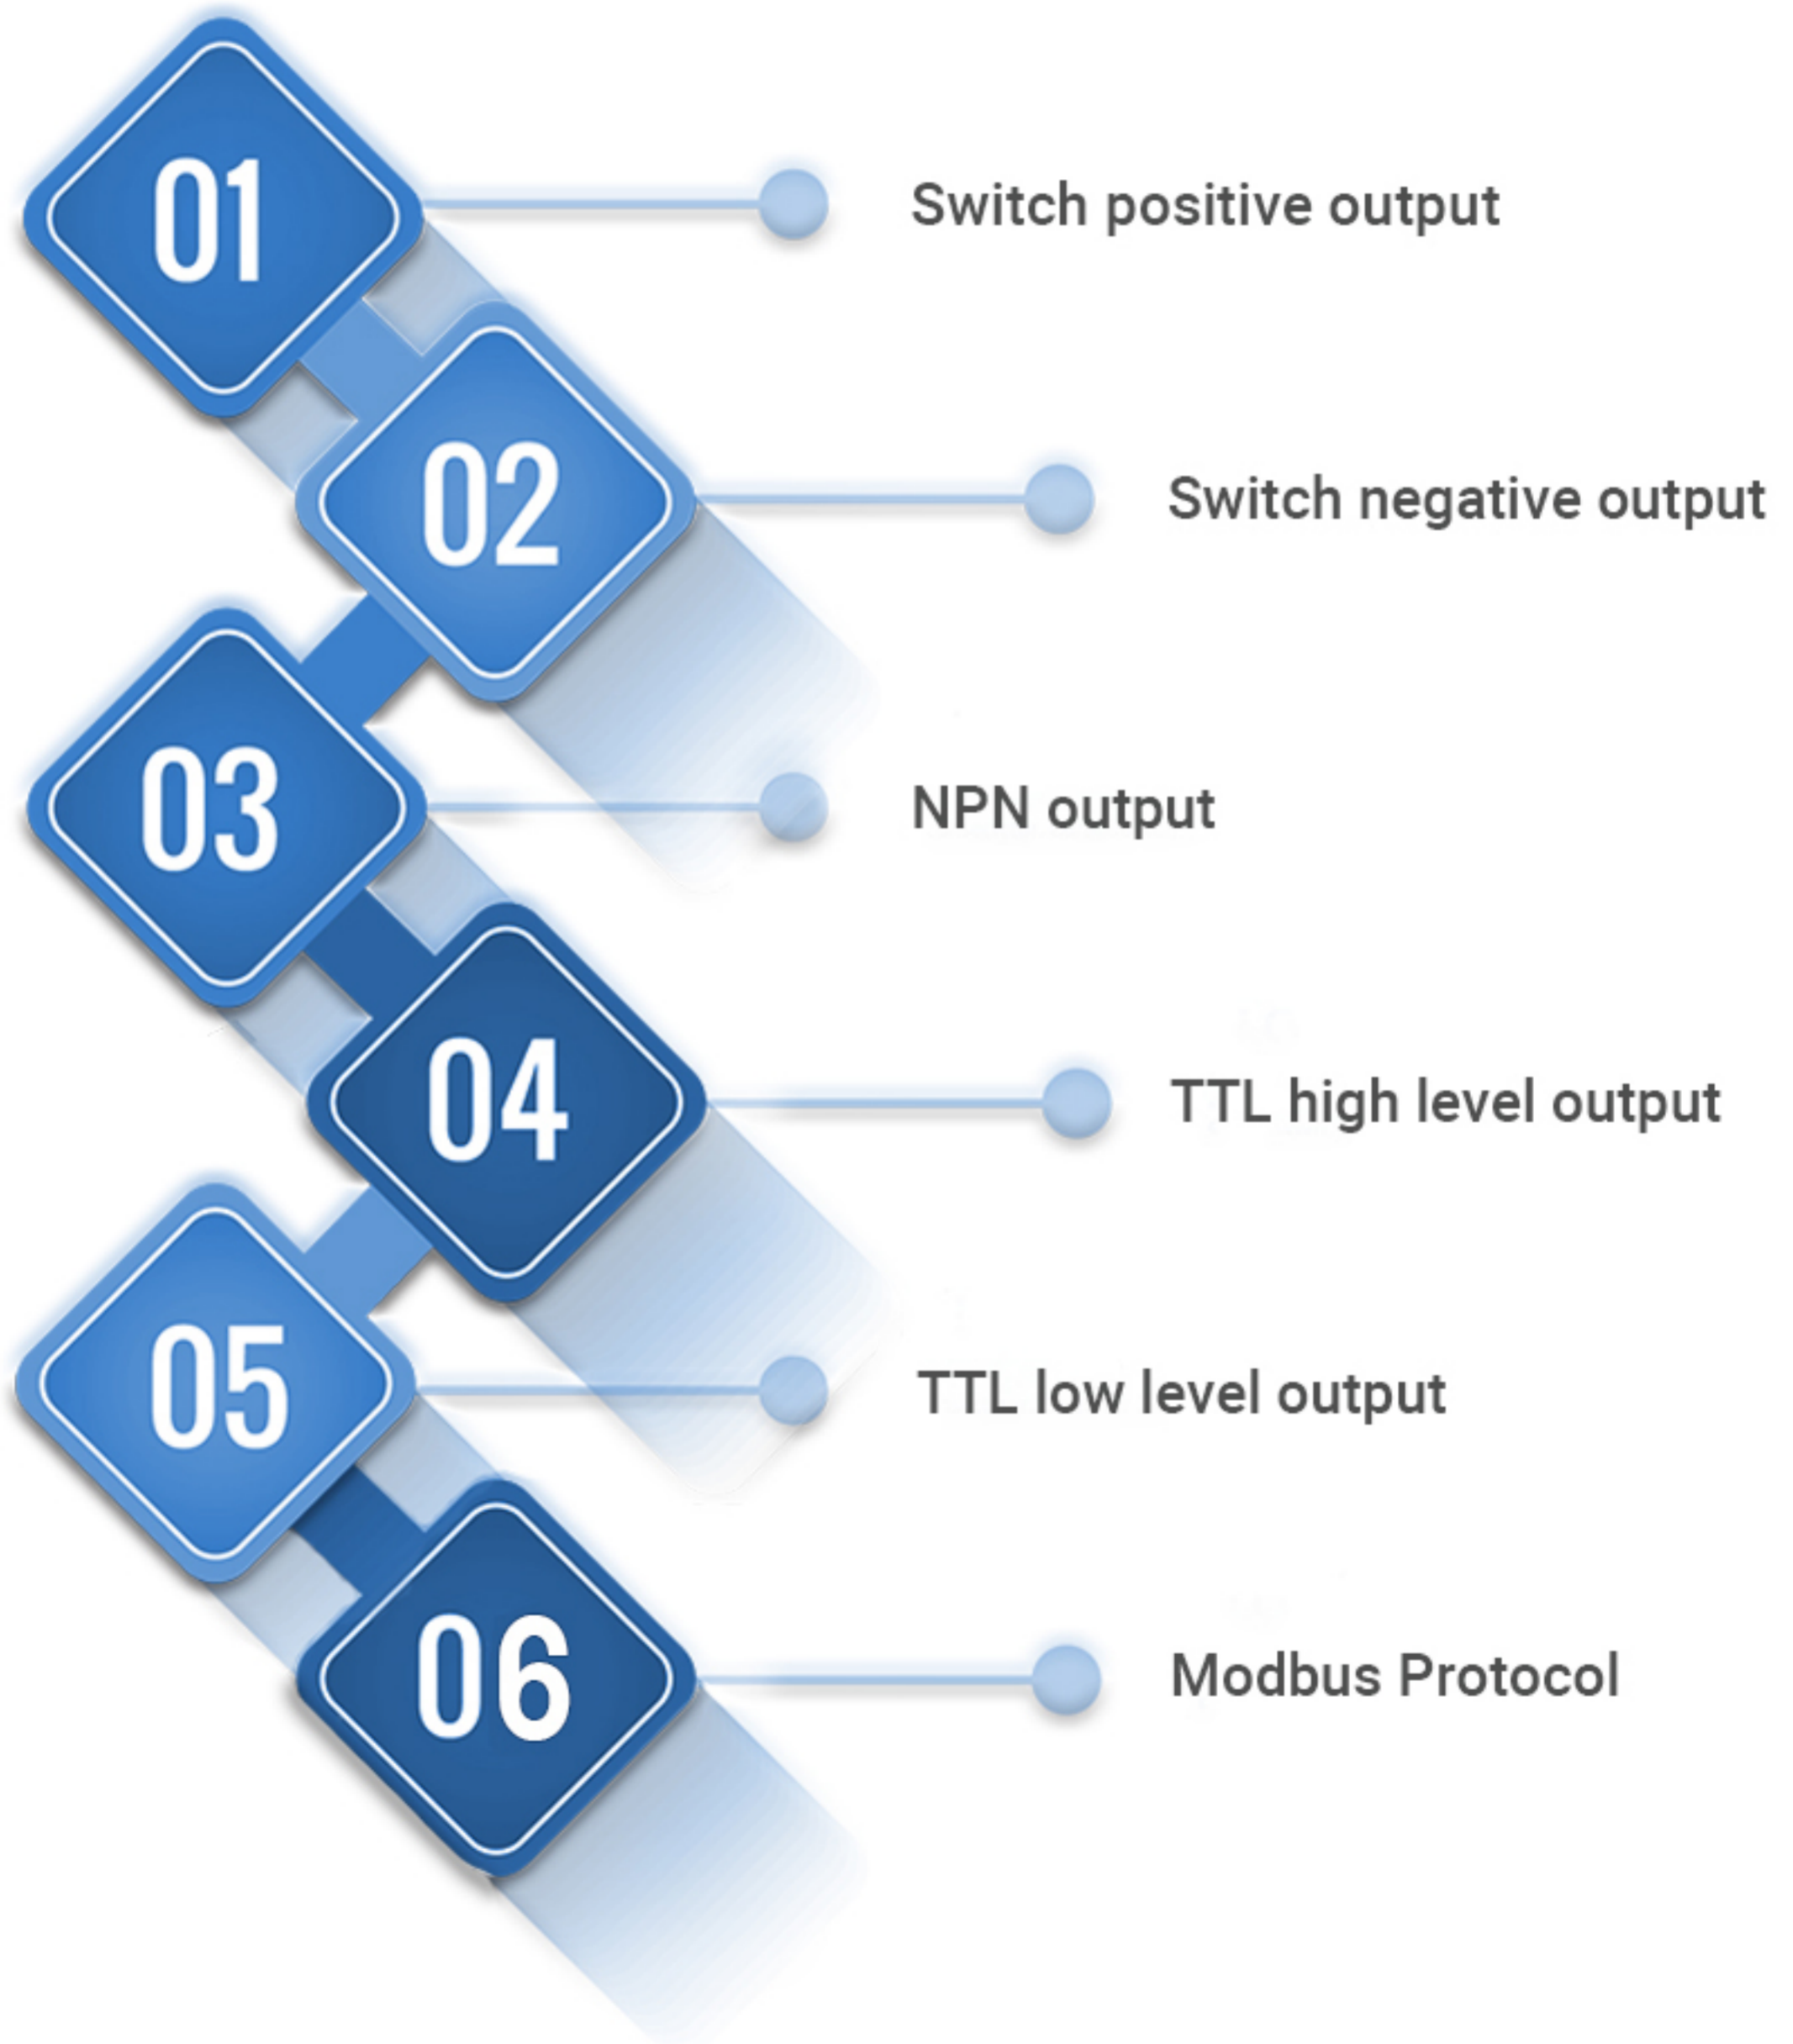 01
Switch positive output
02
Switch negative output
03
NPN output
04
TTL high level output
05
TTL low level output
06
Modbus Protocol